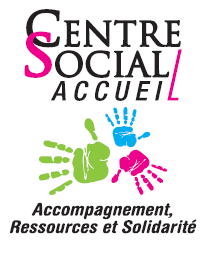 CENTRE
SOCIAL
ACCUEIL
Accompagnement,
Ressources et Solidarité